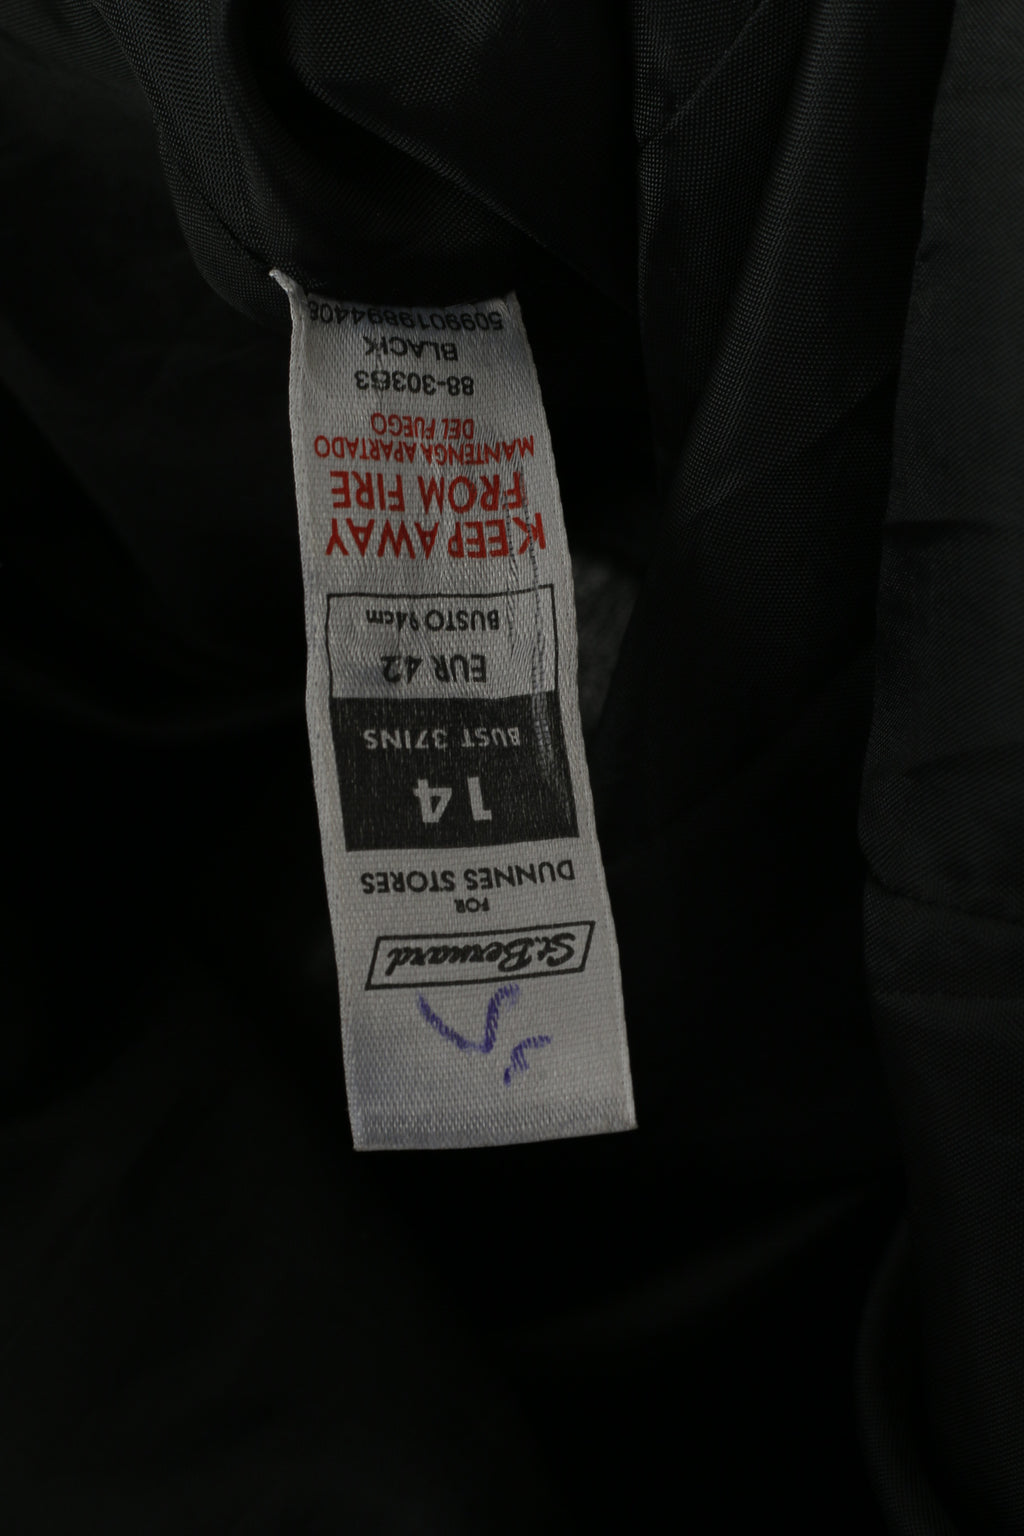 St.Bernard
FOR
DUNNES STORES
14
BUST 37INS
EUR 42
BUSTO 94cm
KEEP AWAY
FROM FIRE
MANTENGA APARTADO
DEL FUEGO
88-30363
BLACK